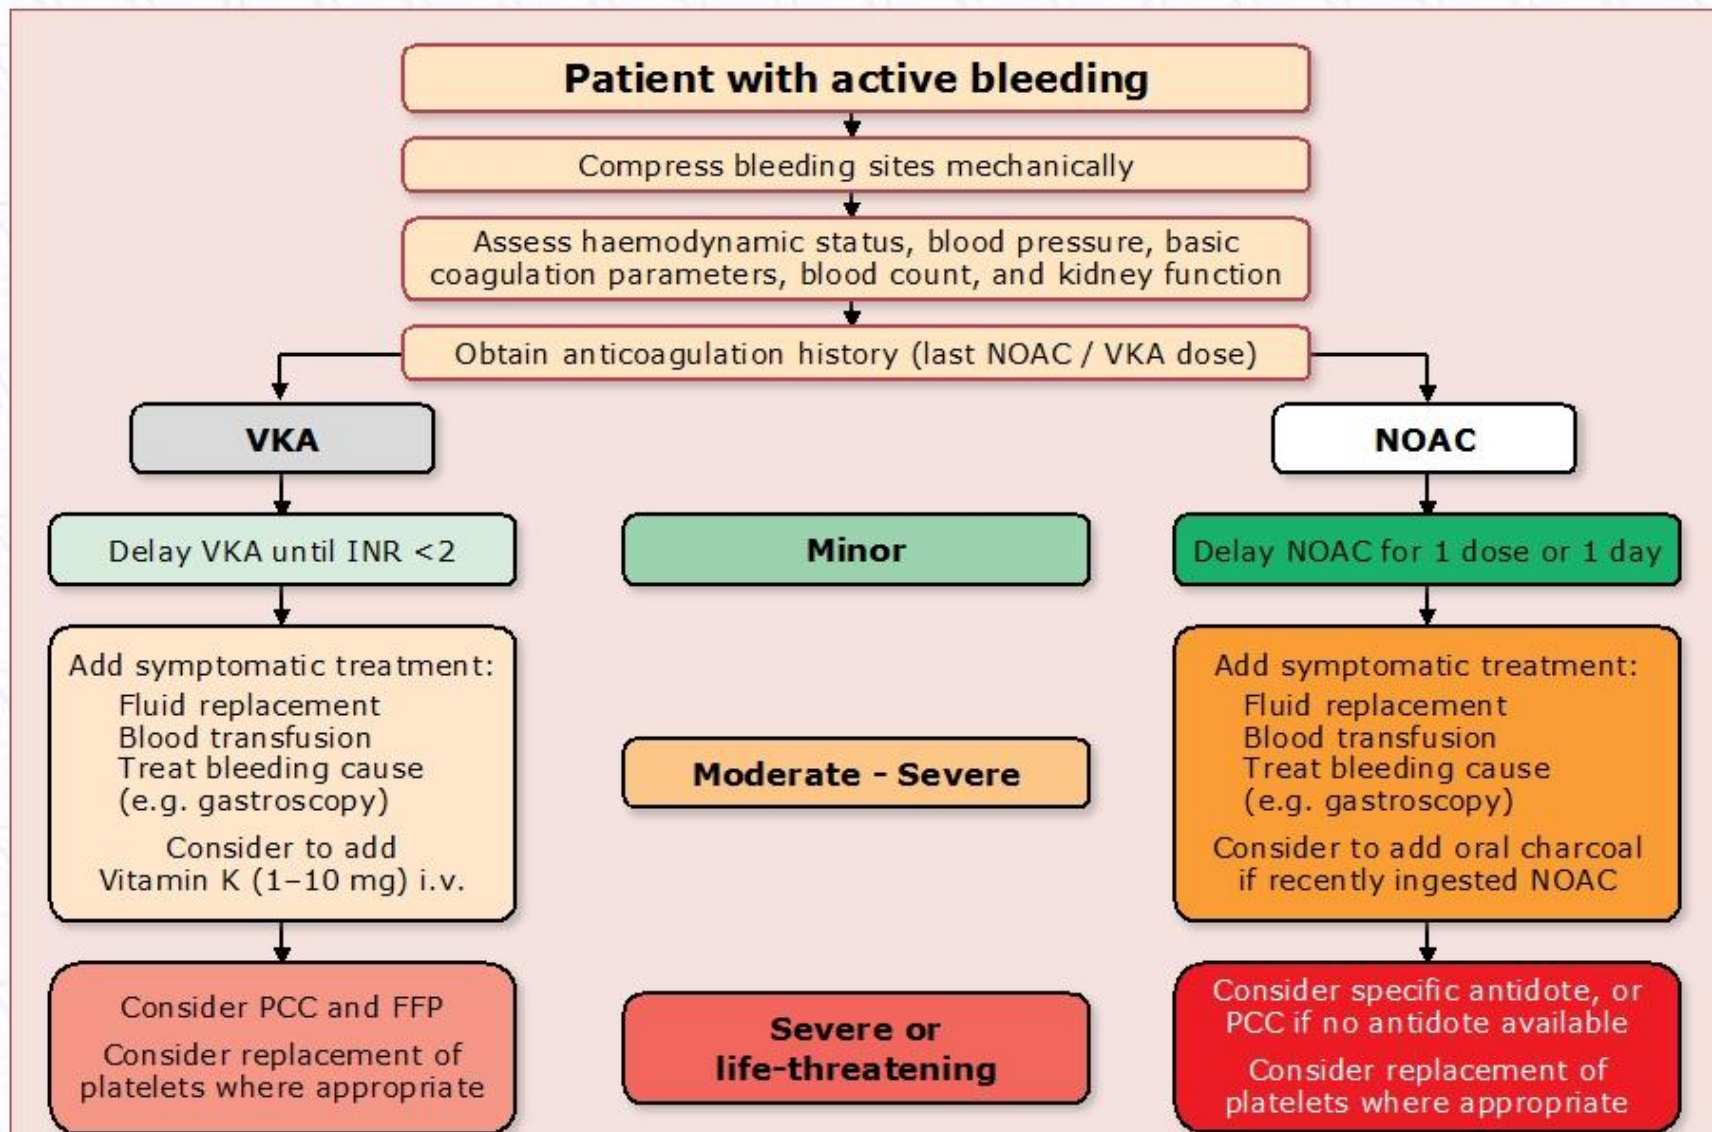 Patient with active bleeding
Compress bleeding sites mechanically
Assess haemodynamic status, blood pressure, basic
coagulation parameters, blood count, and kidney function
Obtain anticoagulation history (last NOAC / VKA dose)
VKA
NOAC
Delay VKA until INR <2
Minor
Delay NOAC for 1 dose or 1 day
Add symptomatic treatment:
Fluid replacement
Blood transfusion
Treat bleeding cause
(e.g. gastroscopy)
Consider to add
Vitamin K (1–10 mg) i.v.
Moderate - Severe
Add symptomatic treatment:
Fluid replacement
Blood transfusion
Treat bleeding cause
(e.g. gastroscopy)
Consider to add oral charcoal
if recently ingested NOAC
Consider PCC and FFP
Consider replacement of
platelets where appropriate
Severe or
life-threatening
Consider specific antidote, or
PCC if no antidote available
Consider replacement of
platelets where appropriate